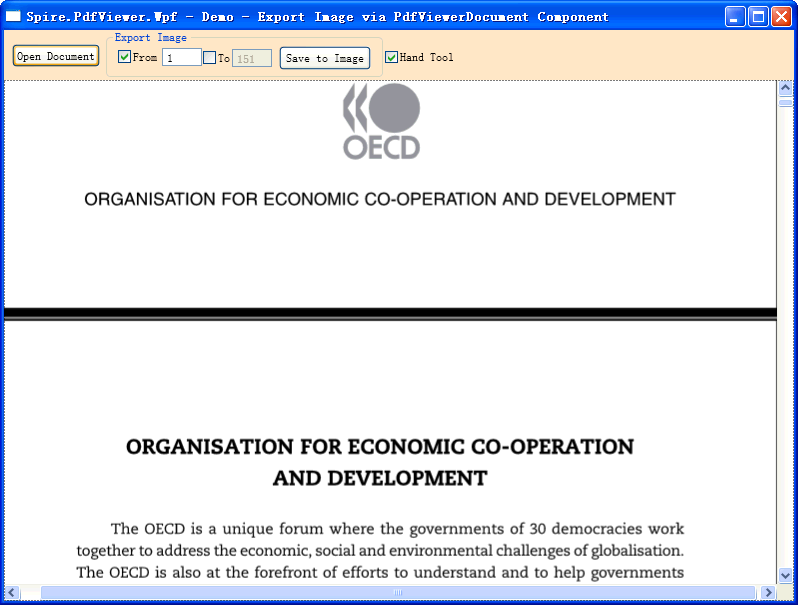 Spire.PdfViewer.Wpf - Demo - Export Image via PdfViewerDocument Component
Export Image
Open Document From 1 To 151 Save to Image Hand Tool
OECD
ORGANISATION FOR ECONOMIC CO-OPERATION AND DEVELOPMENT
ORGANISATION FOR ECONOMIC CO-OPERATION
AND DEVELOPMENT
The OECD is a unique forum where the governments of 30 democracies work
together to address the economic, social and environmental challenges of globalisation.
The OECD is also at the forefront of efforts to understand and to help governments